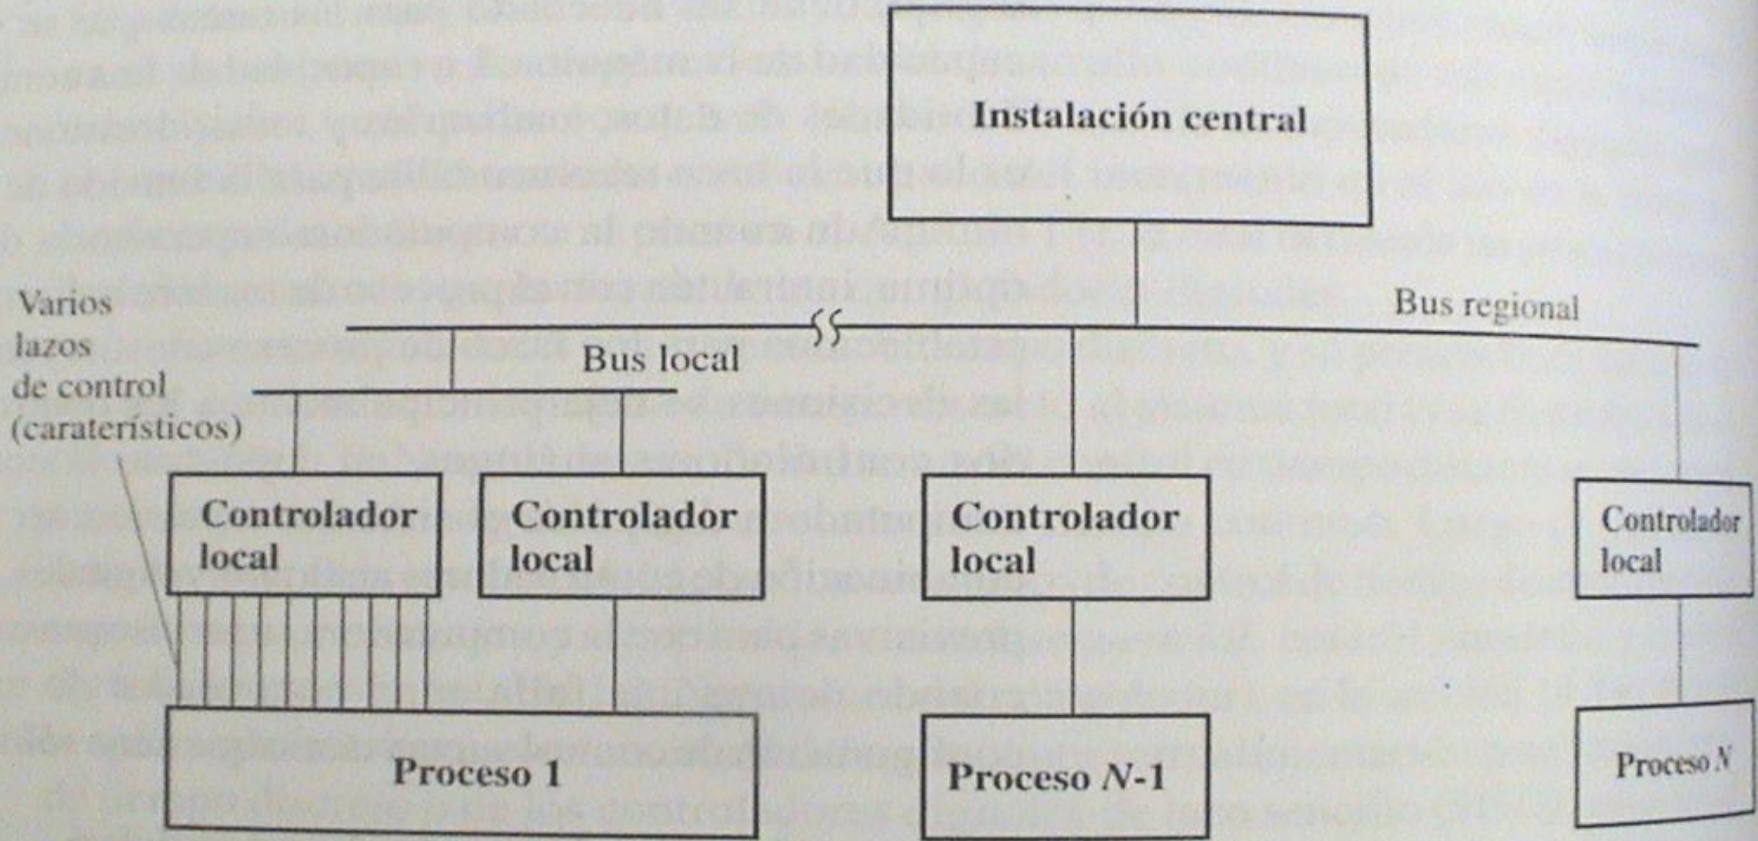 Instalación central
Bus regional
Varios
lazos
de control
(caraterísticos)
Bus local
Controlador
local
Controlador
local
Controlador
local
Controlador
local
Proceso 1
Proceso N-1
Proceso N